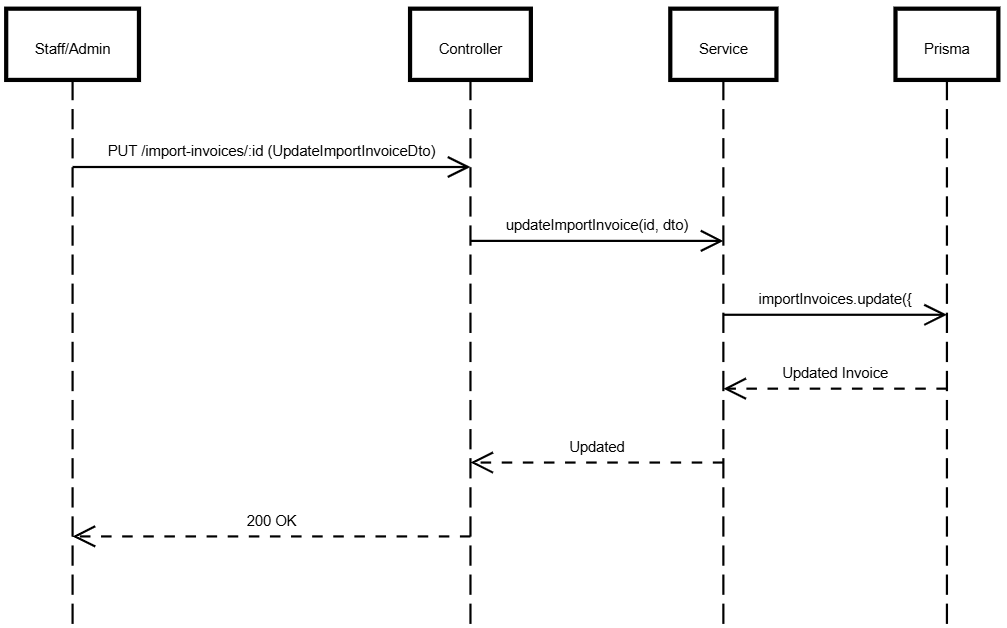 Staff/Admin
Controller
Service
Prisma
PUT /import-invoices/:id (UpdateImportInvoiceDto)
updateImportInvoice(id, dto)
importInvoices.update({
Updated Invoice
Updated
200 OK